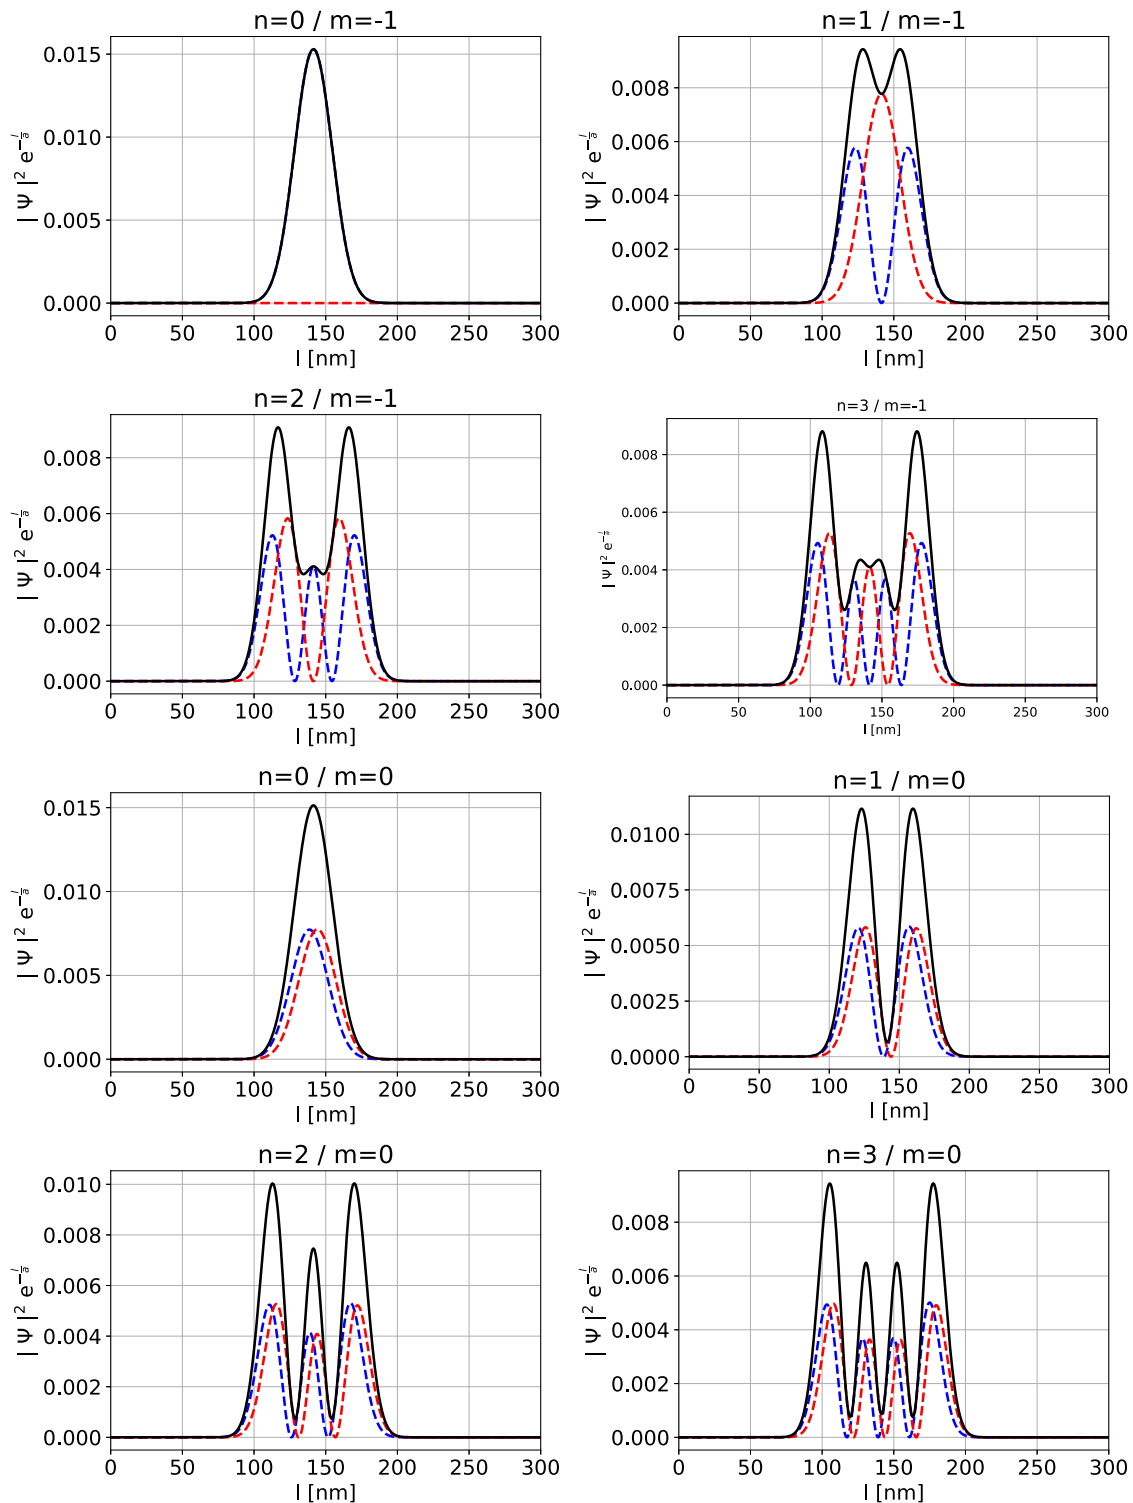 n=0 / m=-1
| Ψ |² e^{-l/a}
0.015
0.010
0.005
0.000
0 50 100 150 200 250 300
l [nm]
n=1 / m=-1
| Ψ |² e^{-l/a}
0.008
0.006
0.004
0.002
0.000
0 50 100 150 200 250 300
l [nm]
n=2 / m=-1
| Ψ |² e^{-l/a}
0.008
0.006
0.004
0.002
0.000
0 50 100 150 200 250 300
l [nm]
n=3 / m=-1
| Ψ |² e^{-l/a}
0.008
0.006
0.004
0.002
0.000
0 50 100 150 200 250 300
l [nm]
n=0 / m=0
| Ψ |² e^{-l/a}
0.015
0.010
0.005
0.000
0 50 100 150 200 250 300
l [nm]
n=1 / m=0
| Ψ |² e^{-l/a}
0.0100
0.0075
0.0050
0.0025
0.0000
0 50 100 150 200 250 300
l [nm]
n=2 / m=0
| Ψ |² e^{-l/a}
0.010
0.008
0.006
0.004
0.002
0.000
0 50 100 150 200 250 300
l [nm]
n=3 / m=0
| Ψ |² e^{-l/a}
0.008
0.006
0.004
0.002
0.000
0 50 100 150 200 250 300
l [nm]